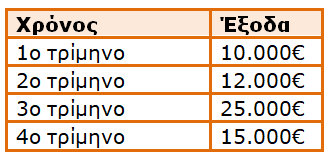 Χρόνος Έξοδα
1ο τρίμηνο 10.000€
2ο τρίμηνο 12.000€
3ο τρίμηνο 25.000€
4ο τρίμηνο 15.000€